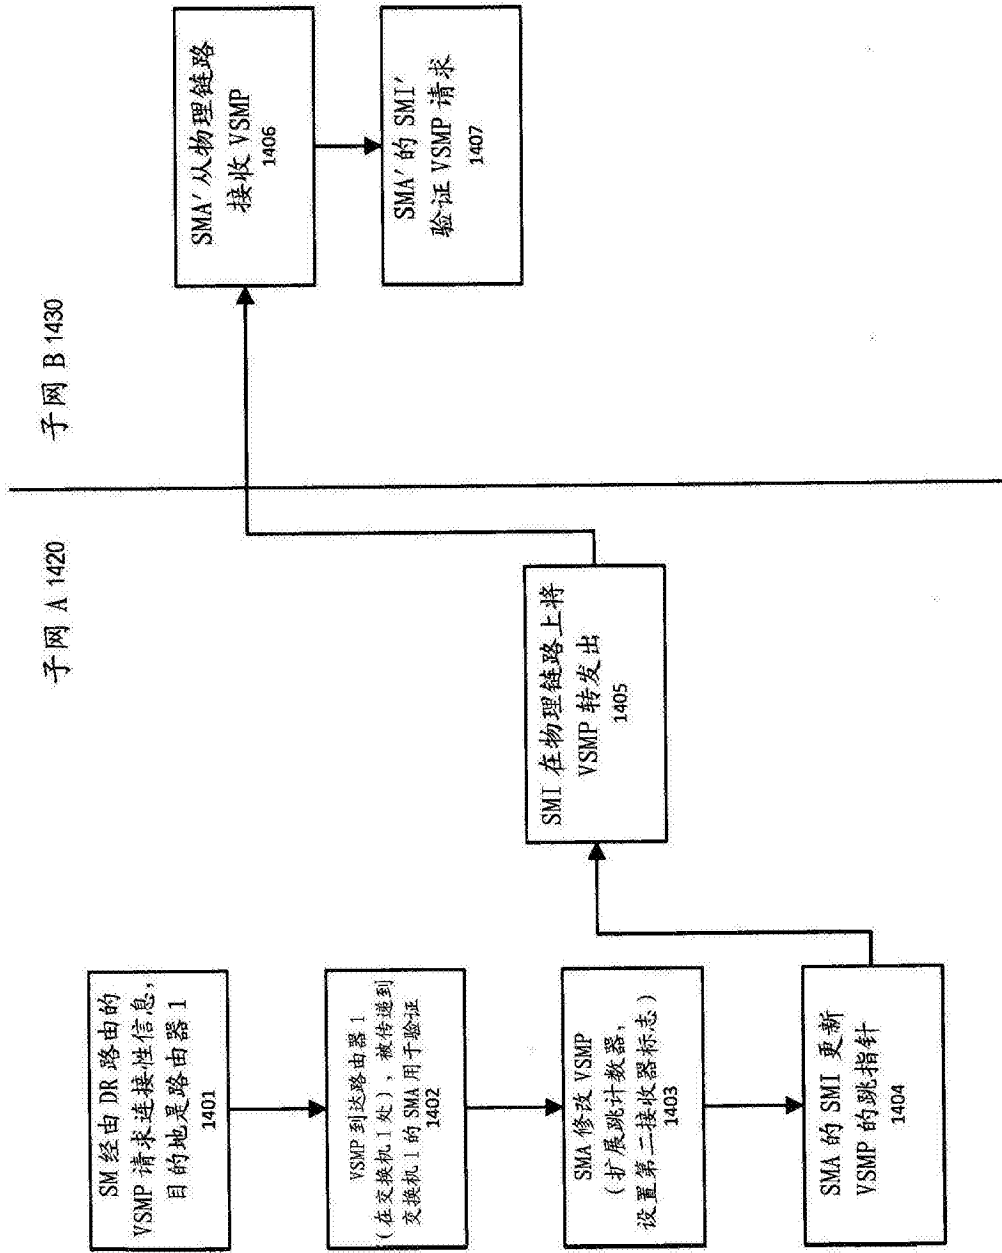 子网 A 1420
子网 B 1430
SM 经由 DR 路由的
VSMP 请求连接性信息，
目的地是路由器 1
1401
VSMP 到达路由器 1
（在交换机 1 处），被传递到
交换机 1 的 SMA 用于验证
1402
SMA 修改 VSMP
（扩展跳计数器，
设置第二接收器标志）
1403
SMA 的 SMI 更新
VSMP 的跳指针
1404
SMI 在物理链路上将
VSMP 转发出
1405
SMA' 从物理链路
接收 VSMP
1406
SMA' 的 SMI'
验证 VSMP 请求
1407